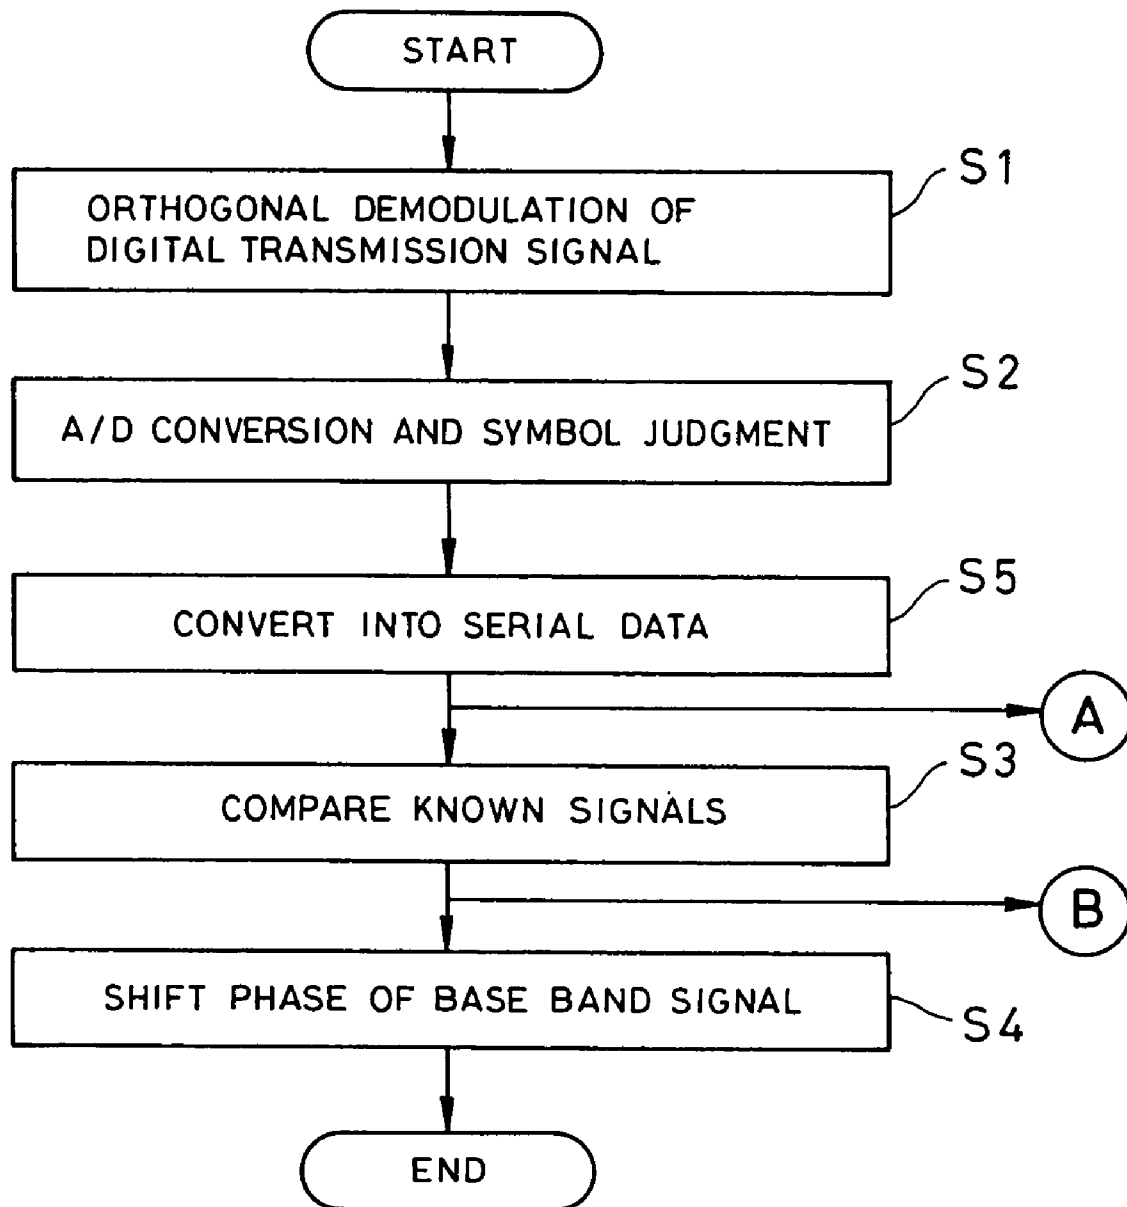 START
S1
ORTHOGONAL DEMODULATION OF
DIGITAL TRANSMISSION SIGNAL
S2
A/D CONVERSION AND SYMBOL JUDGMENT
S5
CONVERT INTO SERIAL DATA
A
S3
COMPARE KNOWN SIGNALS
B
SHIFT PHASE OF BASE BAND SIGNAL
S4
END